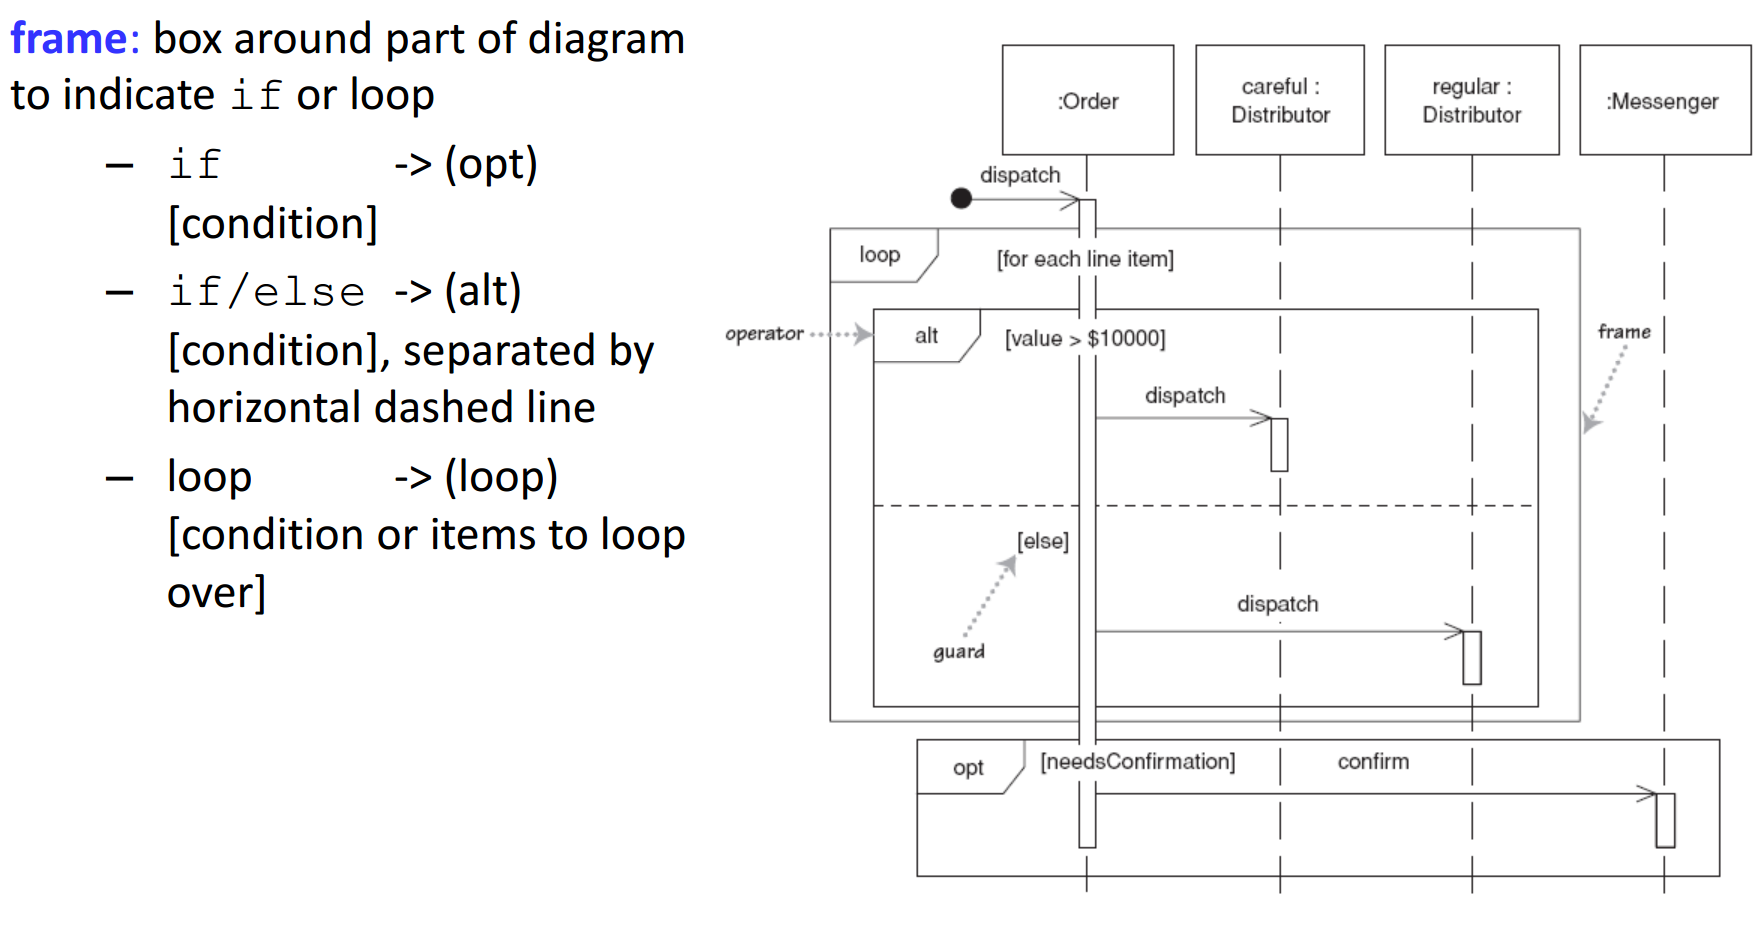 frame: box around part of diagram
to indicate if or loop
– if -> (opt)
[condition]
– if/else -> (alt)
[condition], separated by
horizontal dashed line
– loop -> (loop)
[condition or items to loop
over]
:Order
careful :
Distributor
regular :
Distributor
:Messenger
dispatch
loop
[for each line item]
operator
alt
[value > $10000]
frame
dispatch
[else]
dispatch
guard
opt
[needsConfirmation]
confirm